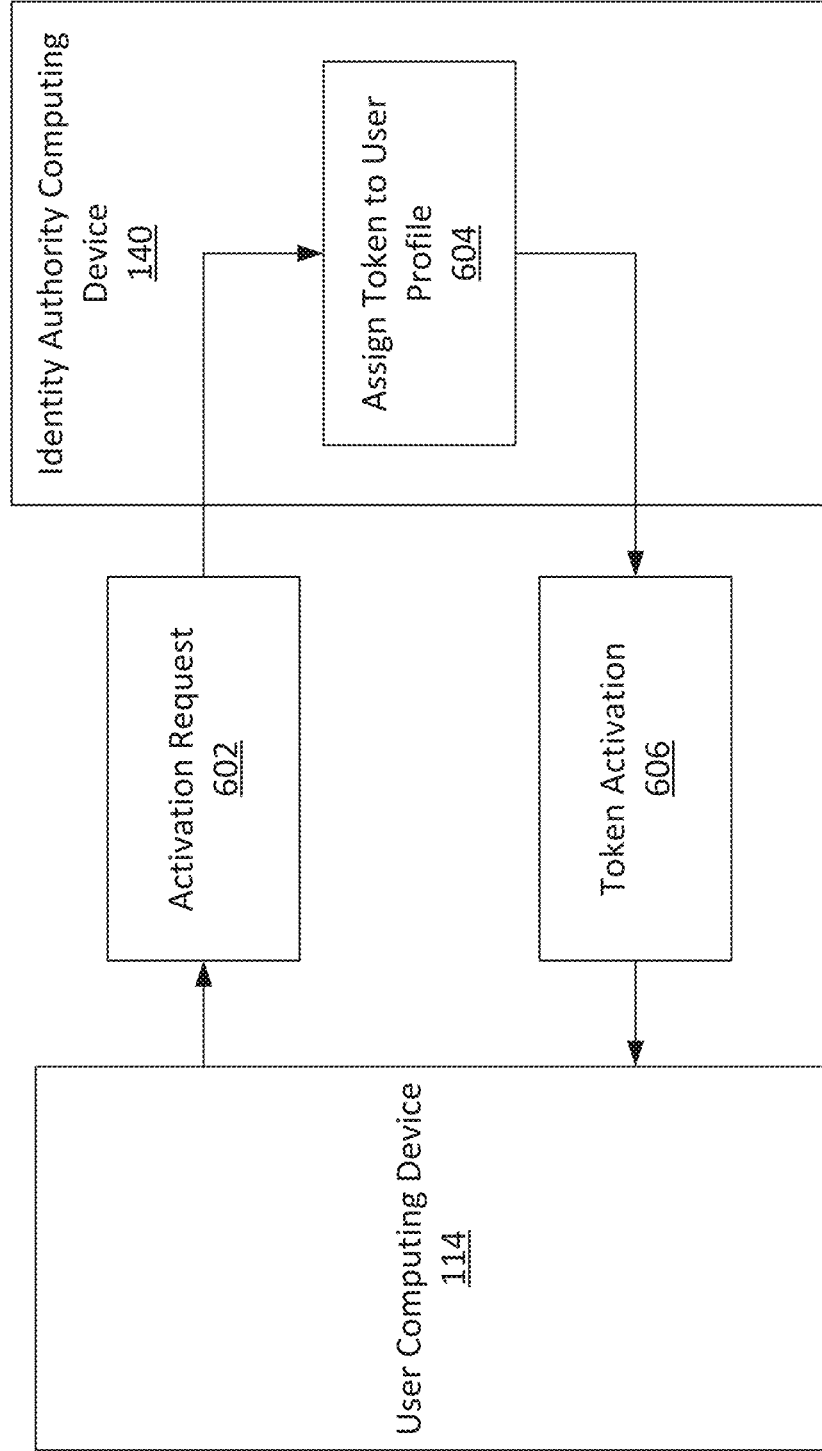 User Computing Device
114
Activation Request
602
Token Activation
606
Identity Authority Computing
Device
140
Assign Token to User
Profile
604